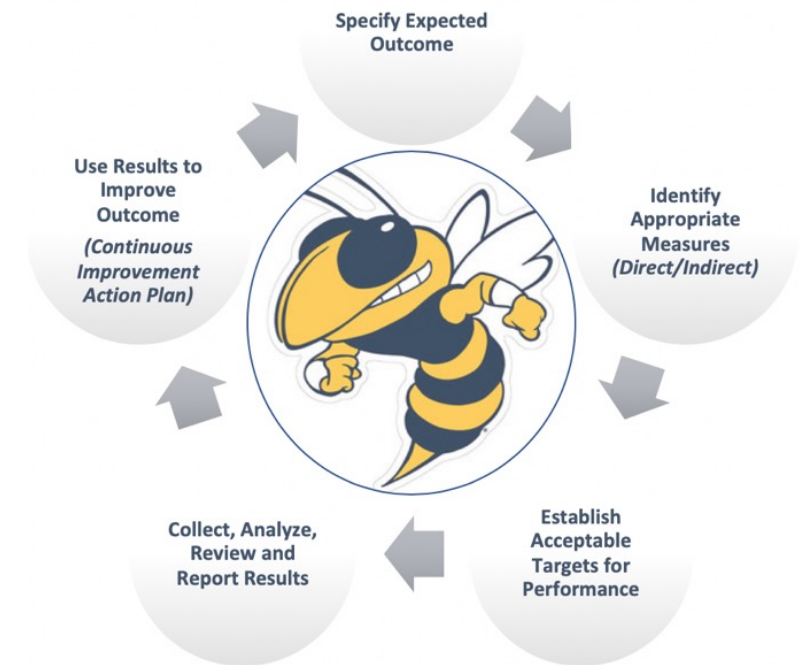 Specify Expected
Outcome
Identify
Appropriate
Measures
(Direct/Indirect)
Establish
Acceptable
Targets for
Performance
Collect, Analyze,
Review and
Report Results
Use Results to
Improve
Outcome
(Continuous
Improvement
Action Plan)